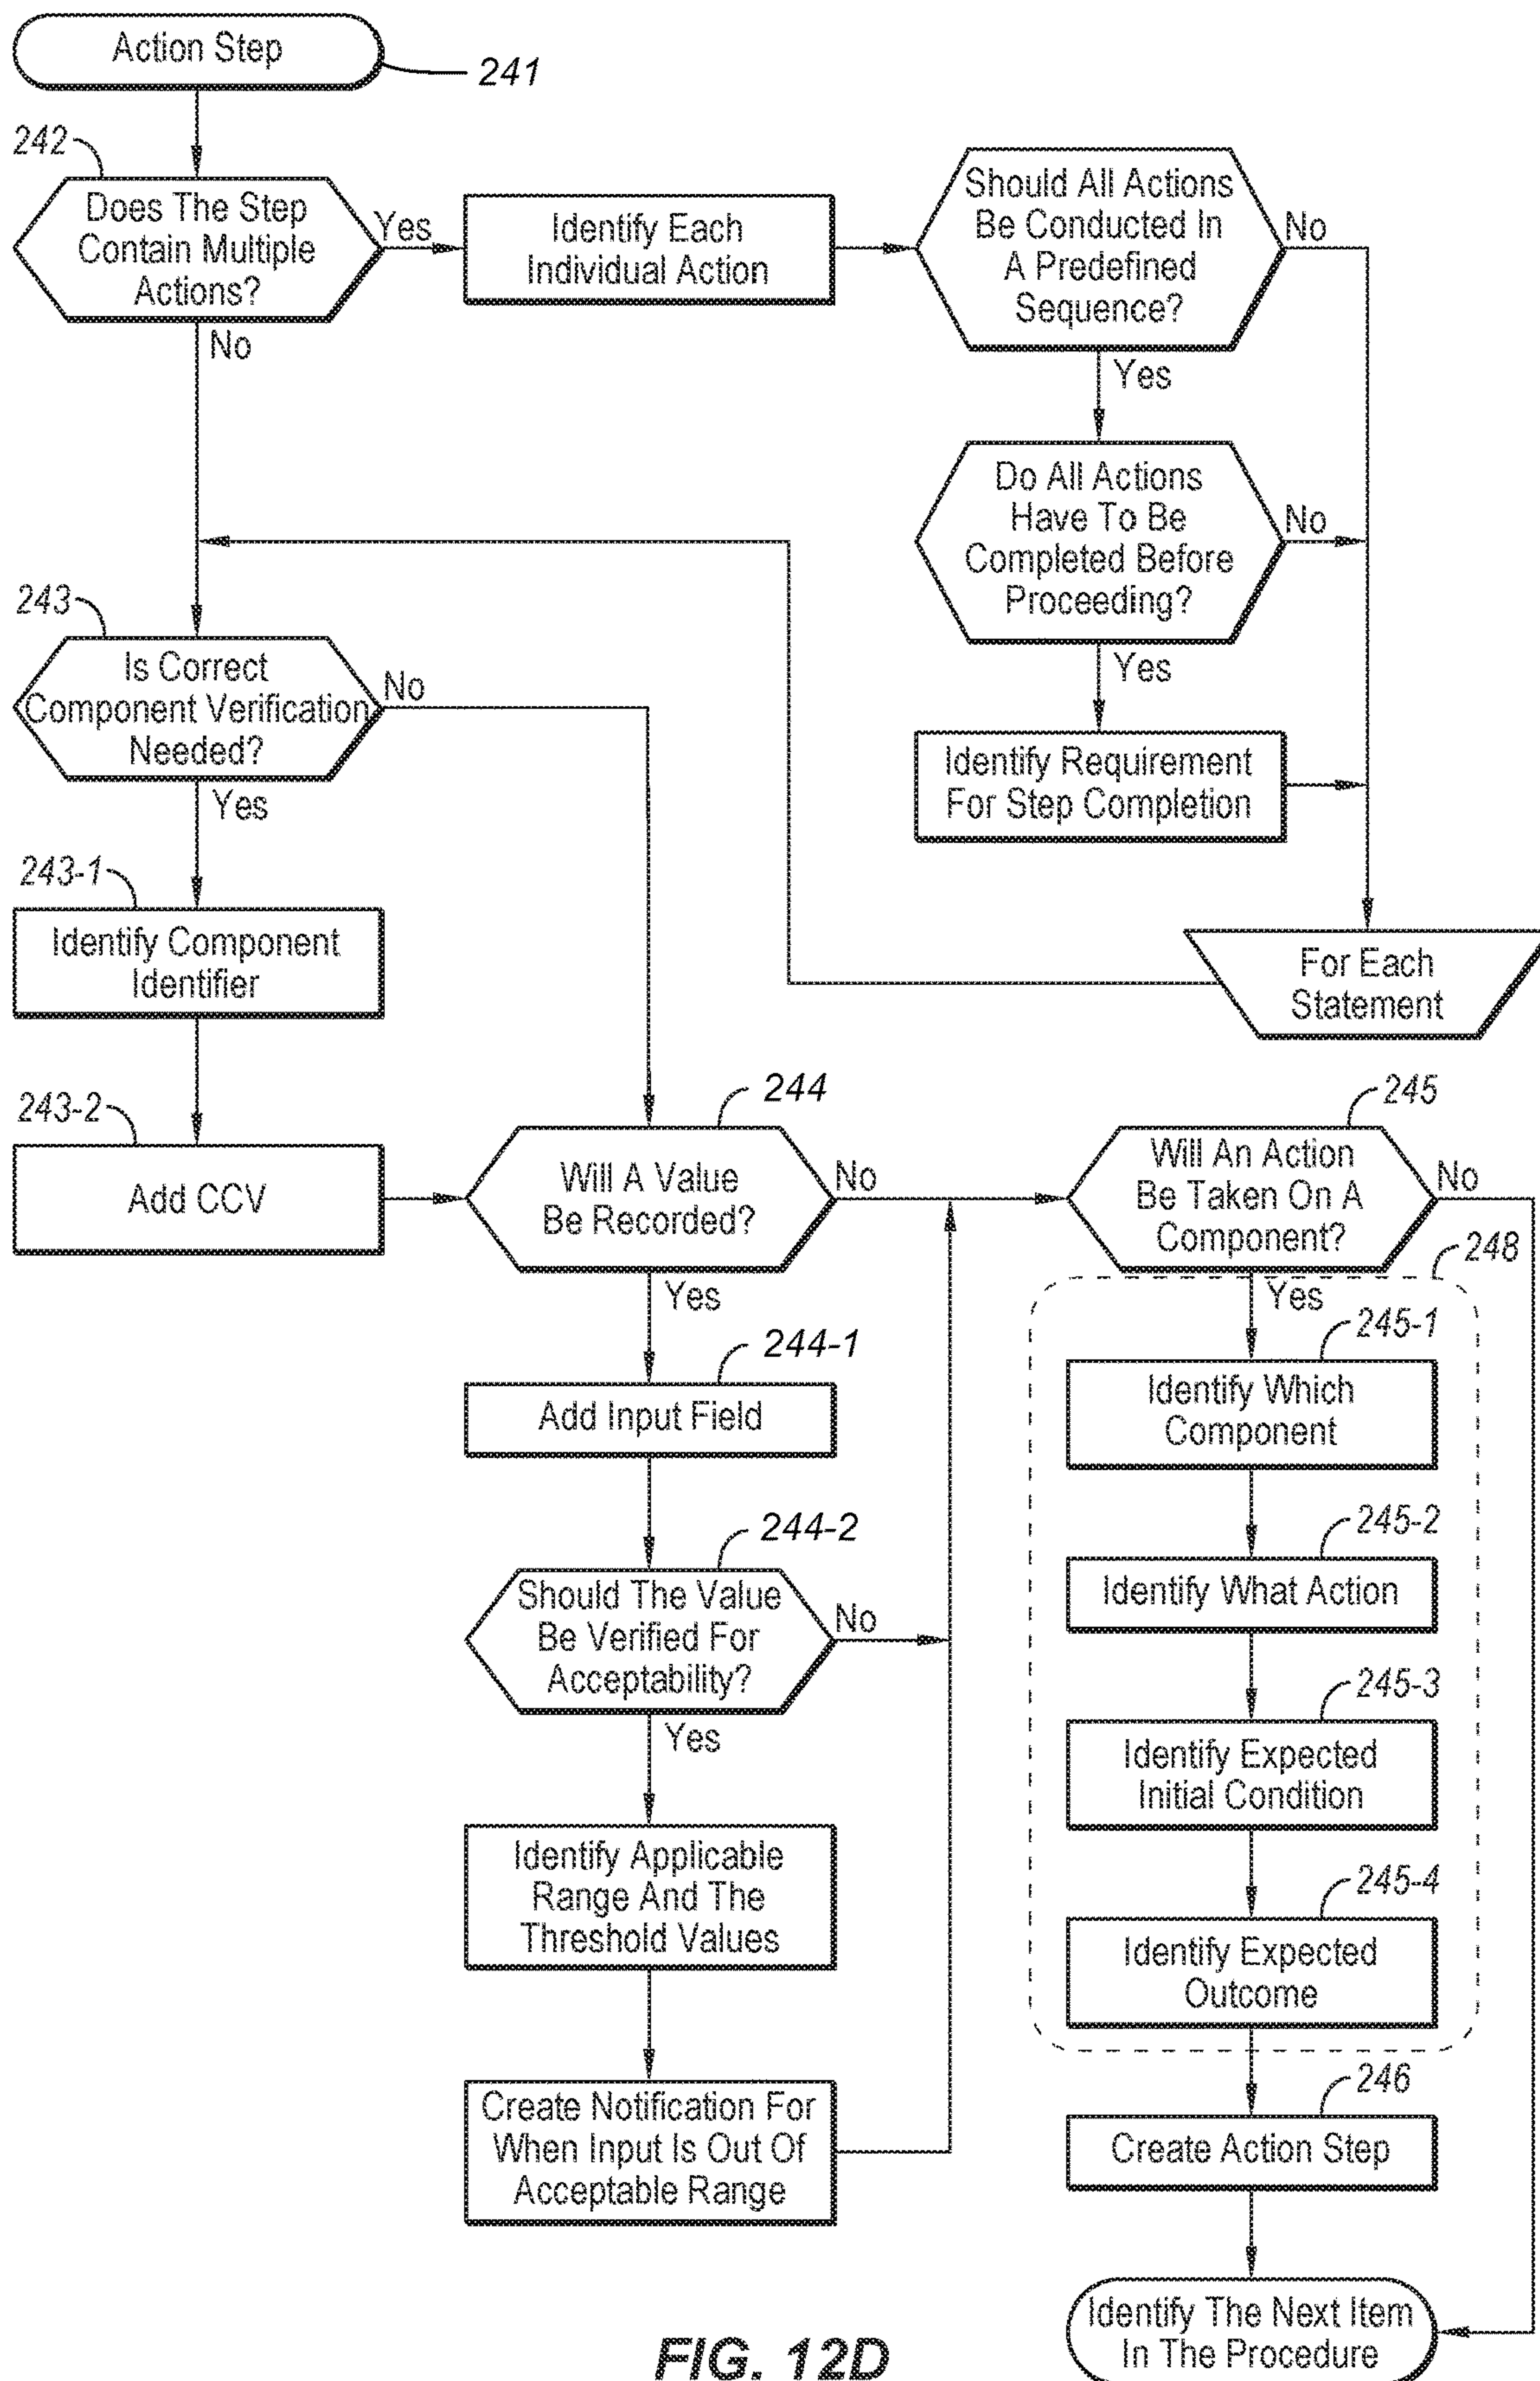 Action Step
241
242
Does The Step
Contain Multiple
Actions?
Yes
No
Identify Each
Individual Action
Should All Actions
Be Conducted In
A Predefined
Sequence?
No
Yes
Do All Actions
Have To Be
Completed Before
Proceeding?
No
Yes
Identify Requirement
For Step Completion
For Each
Statement
243
Is Correct
Component Verification
Needed?
No
Yes
243-1
Identify Component
Identifier
243-2
Add CCV
244
Will A Value
Be Recorded?
No
Yes
244-1
Add Input Field
244-2
Should The Value
Be Verified For
Acceptability?
No
Yes
Identify Applicable
Range And The
Threshold Values
Create Notification For
When Input Is Out Of
Acceptable Range
245
Will An Action
Be Taken On A
Component?
No
248
Yes
245-1
Identify Which
Component
245-2
Identify What Action
245-3
Identify Expected
Initial Condition
245-4
Identify Expected
Outcome
246
Create Action Step
Identify The Next Item
In The Procedure
FIG. 12D